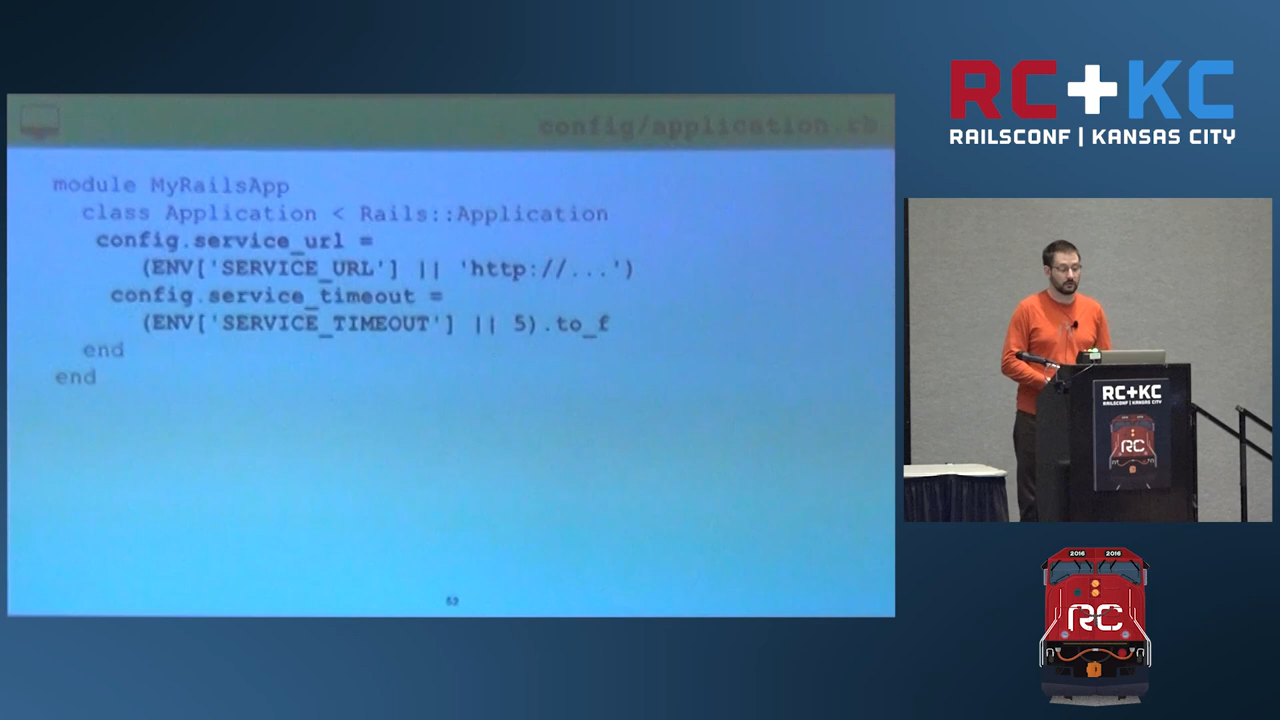 config/application.rb
module MyRailsApp
class Application < Rails::Application
config.service_url =
(ENV['SERVICE_URL'] || 'http://...')
config.service_timeout =
(ENV['SERVICE_TIMEOUT'] || 5).to_f
end
end
53
RC+KC
RAILSCONF | KANSAS CITY
RC+KC
RAILSCONF | KANSAS CITY
RC
2016 2016
RC